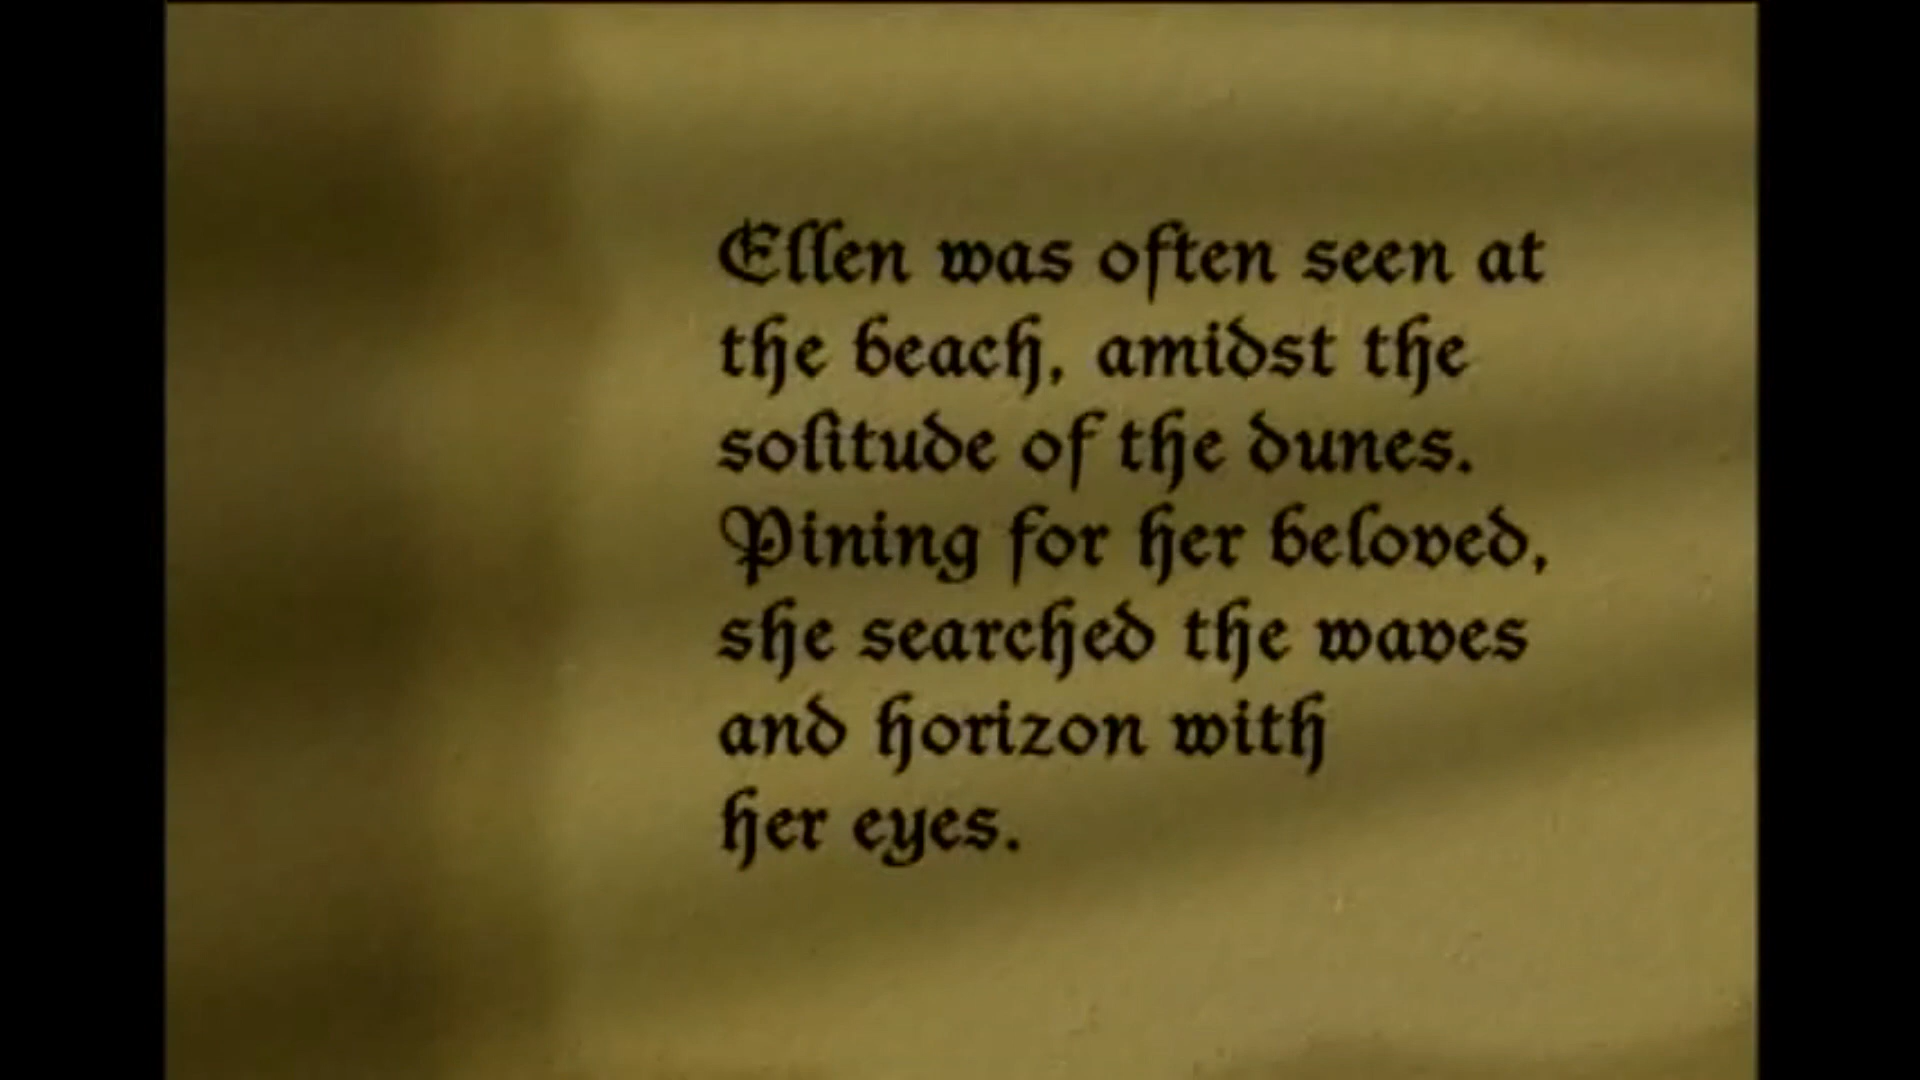 Ellen was often seen at
the beach, amidst the
solitude of the dunes.
Pining for her beloved,
she searched the waves
and horizon with
her eyes.